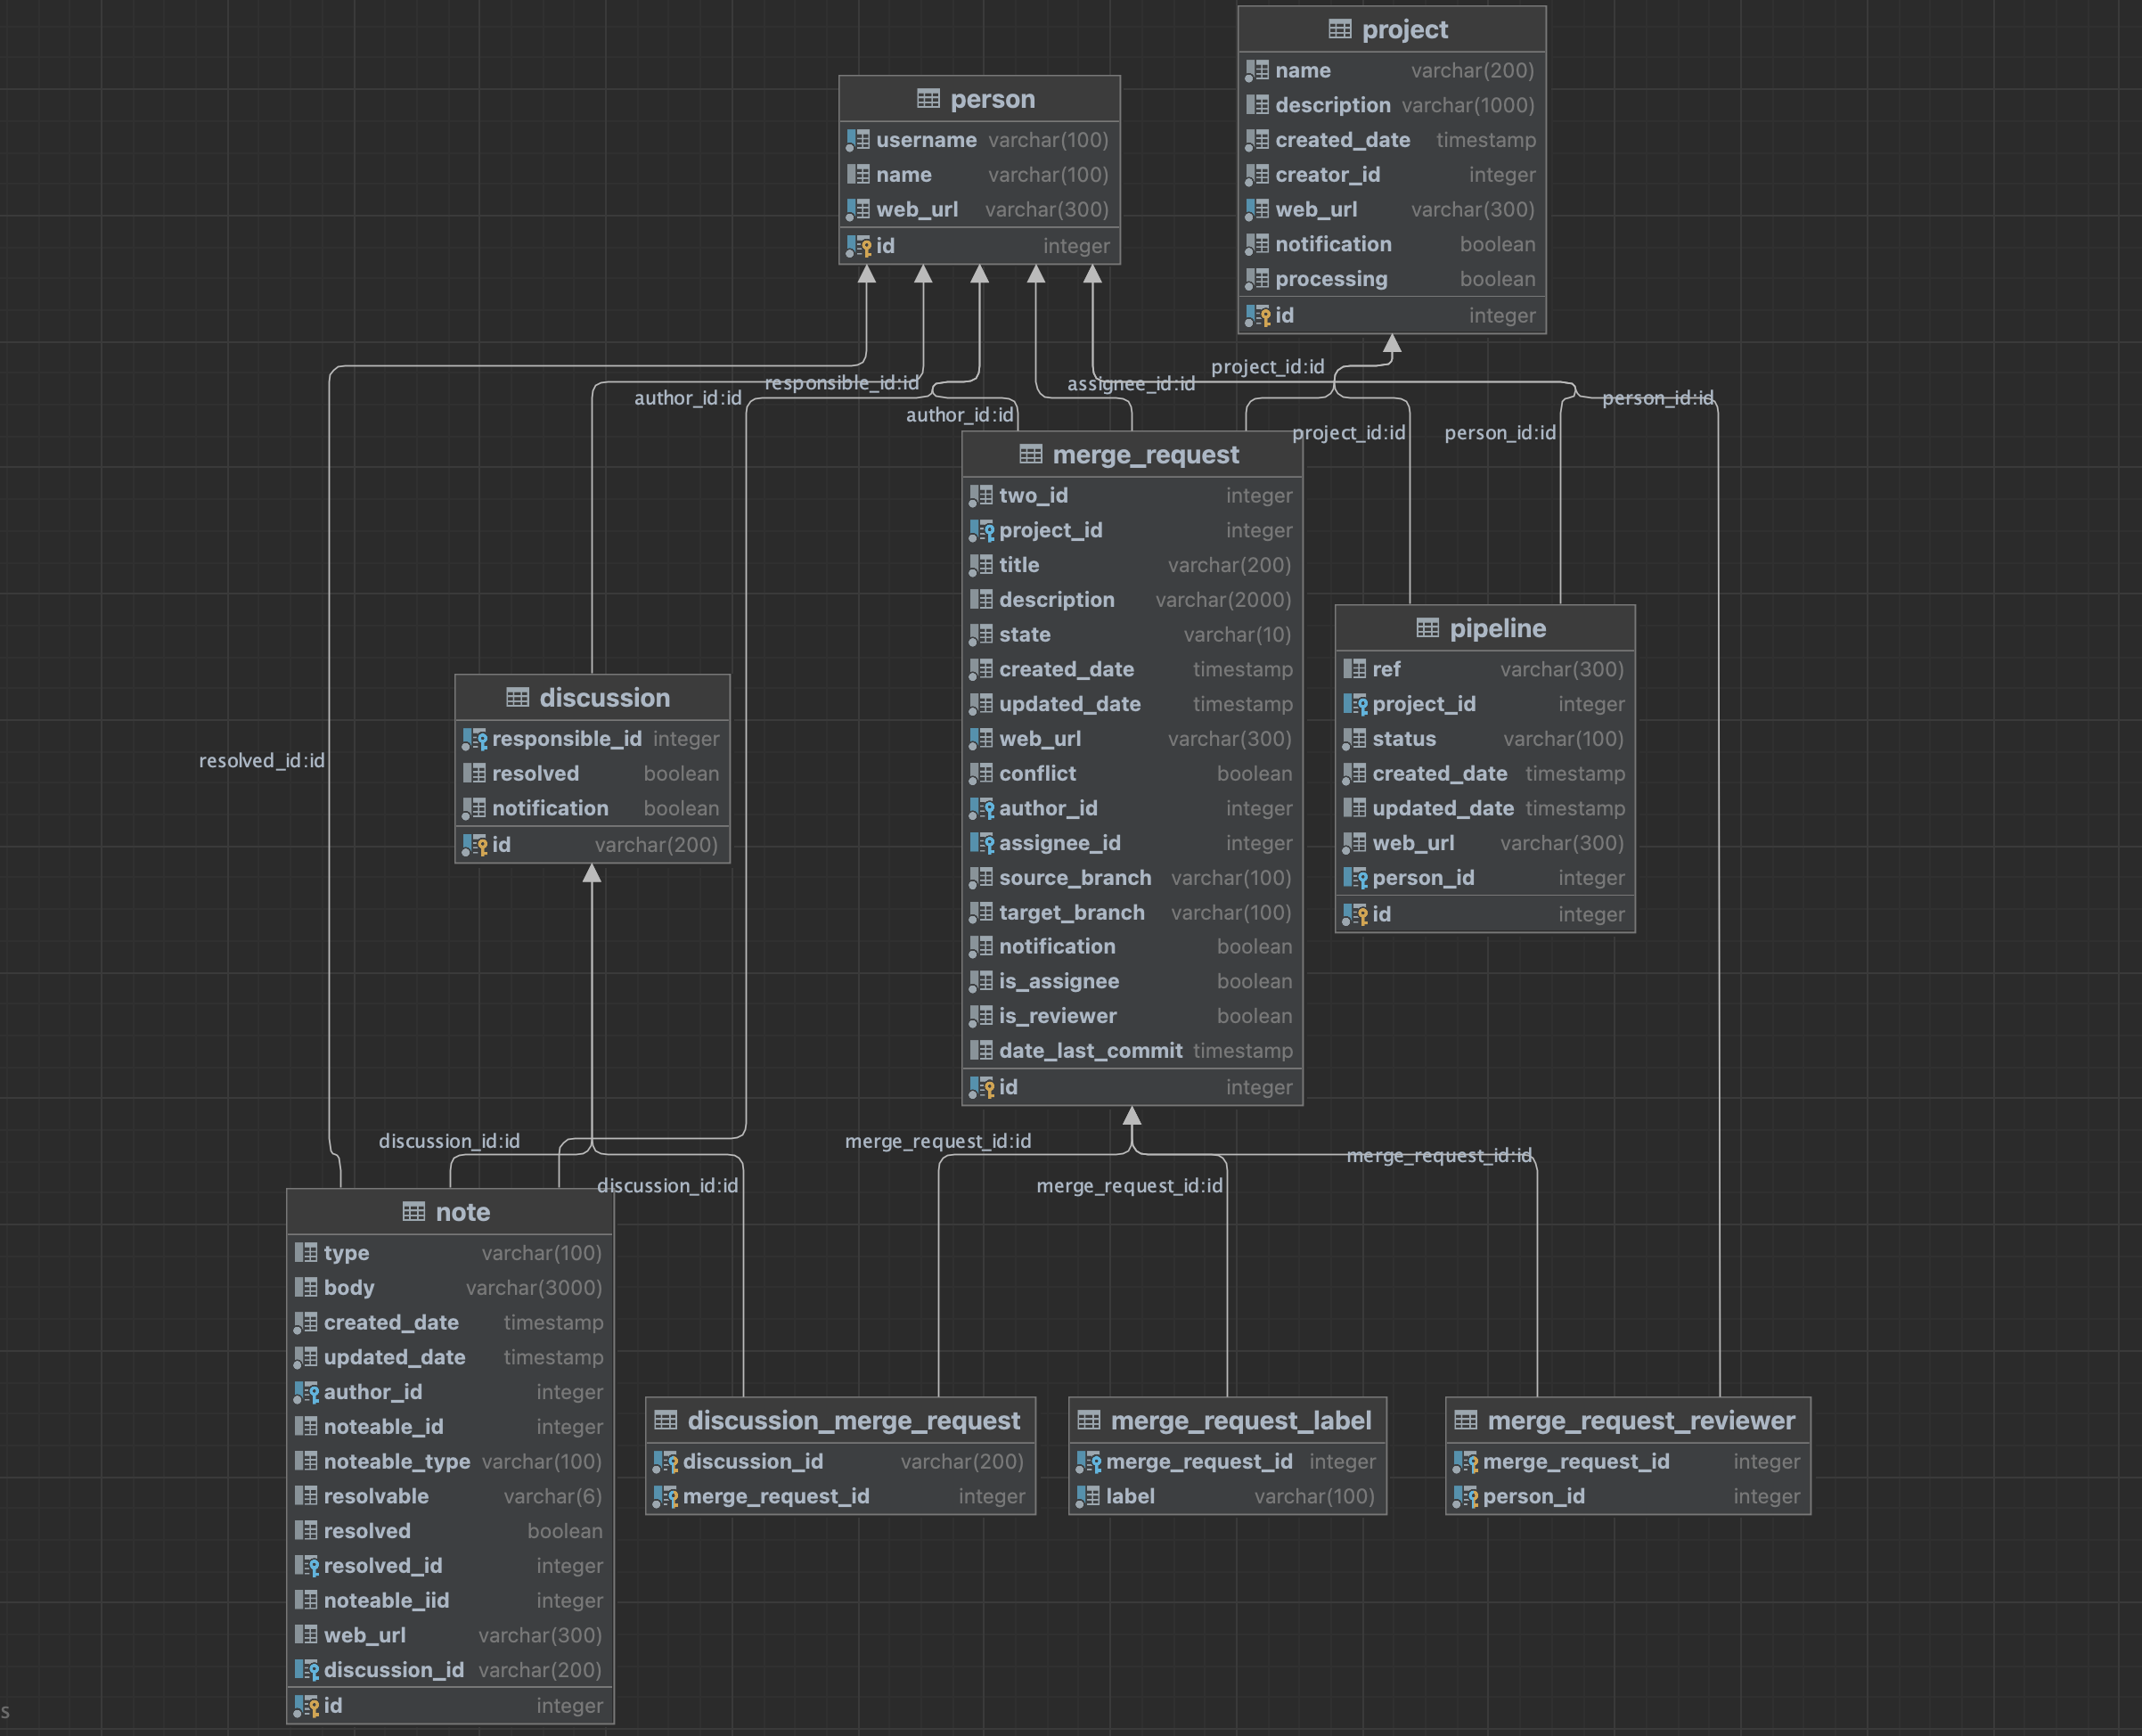 project
name varchar(200)
description varchar(1000)
created_date timestamp
creator_id integer
web_url varchar(300)
notification boolean
processing boolean
id integer
person
username varchar(100)
name varchar(100)
web_url varchar(300)
id integer
project_id:id
responsible_id:id
assignee_id:id
author_id:id
person_id:id
author_id:id
project_id:id
person_id:id
merge_request
two_id integer
project_id integer
title varchar(200)
description varchar(2000)
state varchar(10)
created_date timestamp
updated_date timestamp
web_url varchar(300)
conflict boolean
author_id integer
assignee_id integer
source_branch varchar(100)
target_branch varchar(100)
notification boolean
is_assignee boolean
is_reviewer boolean
date_last_commit timestamp
id integer
pipeline
ref varchar(300)
project_id integer
status varchar(100)
created_date timestamp
updated_date timestamp
web_url varchar(300)
person_id integer
id integer
discussion
responsible_id integer
resolved boolean
notification boolean
id varchar(200)
resolved_id:id
discussion_id:id
merge_request_id:id
merge_request_id:id
discussion_id:id
merge_request_id:id
note
type varchar(100)
body varchar(3000)
created_date timestamp
updated_date timestamp
author_id integer
noteable_id integer
noteable_type varchar(100)
resolvable varchar(6)
resolved boolean
resolved_id integer
noteable_iid integer
web_url varchar(300)
discussion_id varchar(200)
id integer
discussion_merge_request
discussion_id varchar(200)
merge_request_id integer
merge_request_label
merge_request_id integer
label varchar(100)
merge_request_reviewer
merge_request_id integer
person_id integer
s